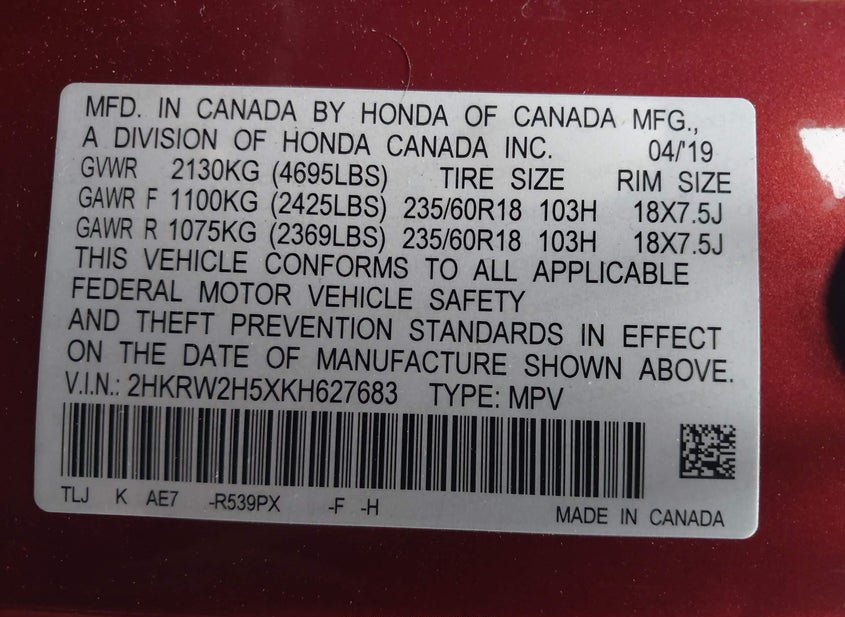 MFD. IN CANADA BY HONDA OF CANADA MFG.,
A DIVISION OF HONDA CANADA INC. 04/'19
GVWR 2130KG (4695LBS) TIRE SIZE RIM SIZE
GAWR F 1100KG (2425LBS) 235/60R18 103H 18X7.5J
GAWR R 1075KG (2369LBS) 235/60R18 103H 18X7.5J
THIS VEHICLE CONFORMS TO ALL APPLICABLE
FEDERAL MOTOR VEHICLE SAFETY
AND THEFT PREVENTION STANDARDS IN EFFECT
ON THE DATE OF MANUFACTURE SHOWN ABOVE.
V.I.N.: 2HKRW2H5XKH627683 TYPE: MPV
TLJ K AE7 -R539PX -F -H
MADE IN CANADA